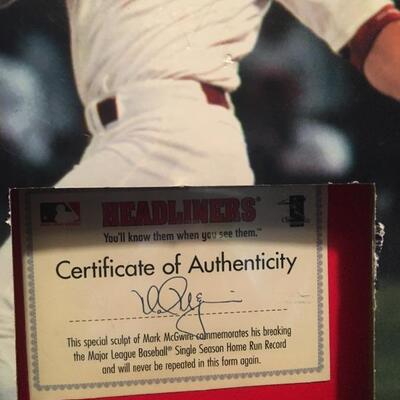 HEADLINERS®
You'll know them when you see them.™
Certificate of Authenticity
This special sculpt of Mark McGwire commemorates his breaking
the Major League Baseball® Single Season Home Run Record
and will never be repeated in this form again.